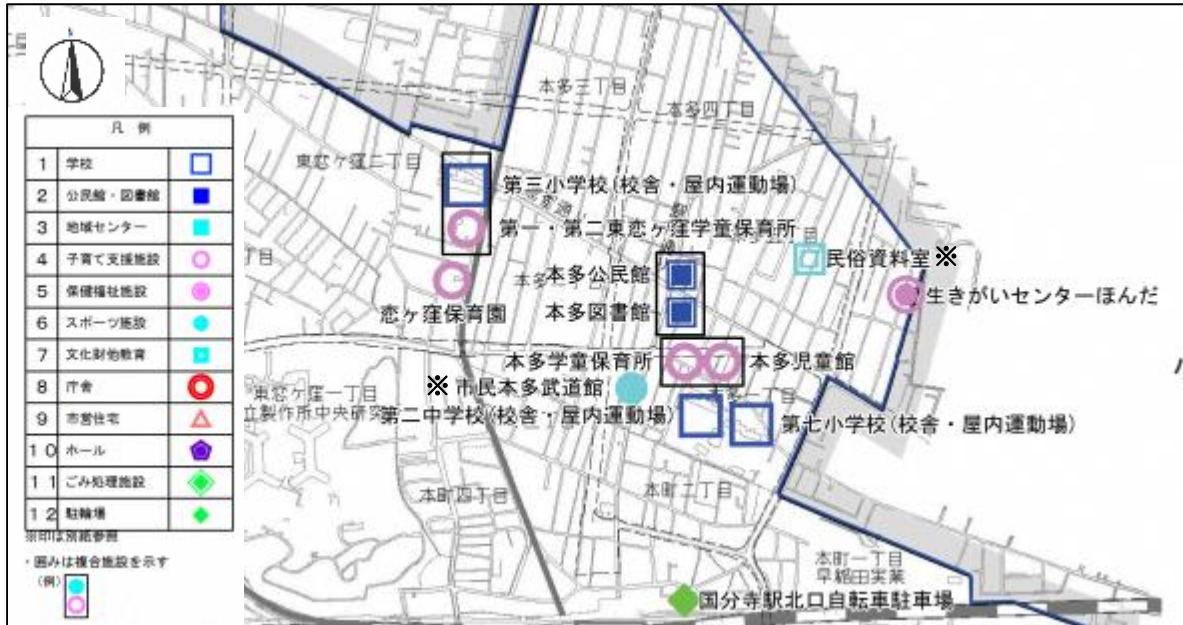 凡 例
1 学校
2 公民館・図書館
3 地域センター
4 子育て支援施設
5 保健福祉施設
6 スポーツ施設
7 文化財他教育
8 庁舎
9 市営住宅
10 ホール
11 ごみ処理施設
12 駐輪場
※印は別紙参照
・囲みは複合施設を示す
(例)
本多三丁目
本多四丁目
東恋ケ窪二丁目
第三小学校(校舎・屋内運動場)
第一・第二東恋ヶ窪学童保育所
恋ヶ窪保育園
本多公民館
本多図書館
民俗資料室※
生きがいセンターほんだ
本多学童保育所
本多児童館
※市民本多武道館
東恋ケ窪一丁目
立製作所中央研究
第二中学校(校舎・屋内運動場)
第七小学校(校舎・屋内運動場)
本町四丁目
本町二丁目
本町一丁目
早稲田実業
国分寺駅北口自転車駐車場